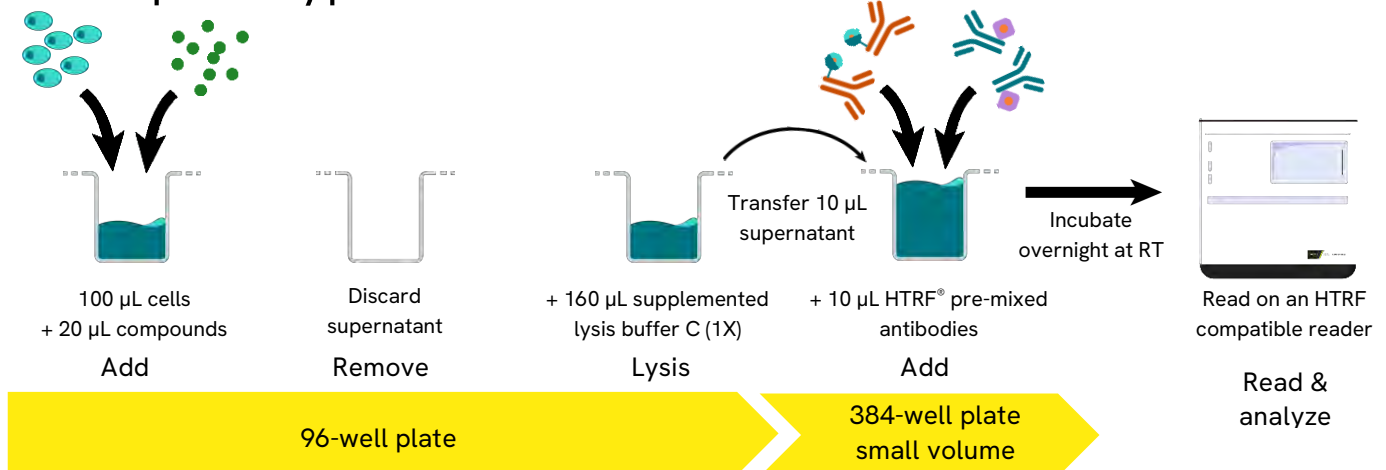 Transfer 10 µL
supernatant
Incubate
overnight at RT
100 µL cells
+ 20 µL compounds
Discard
supernatant
+ 160 µL supplemented
lysis buffer C (1X)
+ 10 µL HTRF® pre-mixed
antibodies
Read on an HTRF
compatible reader
Add
Remove
Lysis
Add
Read &
analyze
96-well plate
384-well plate
small volume